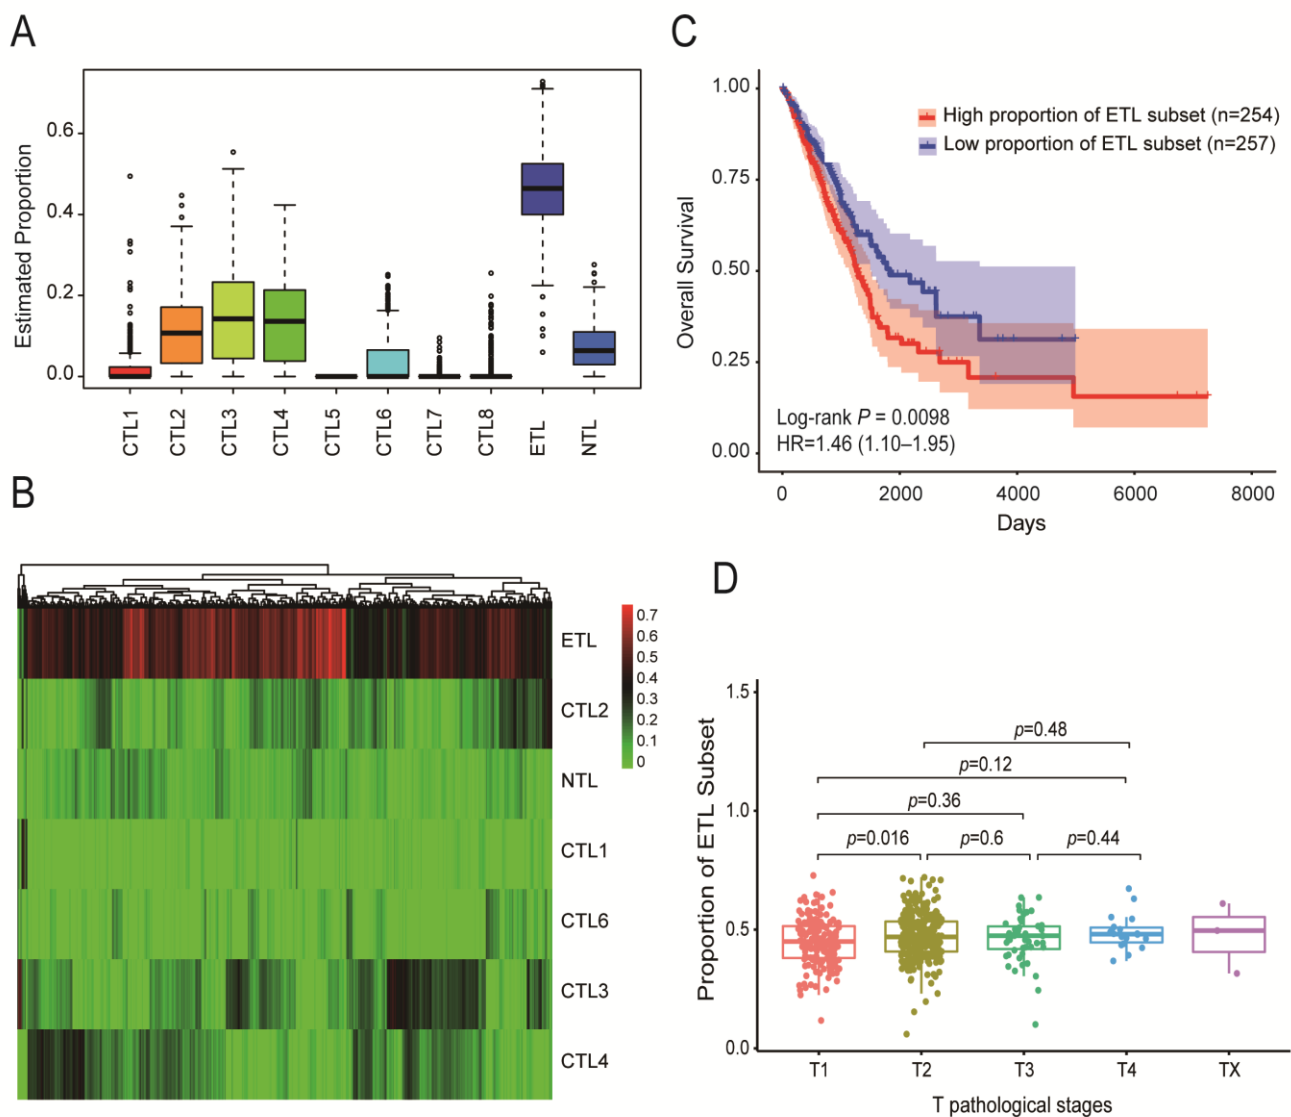 A
Estimated Proportion
0.6
0.4
0.2
0.0
CTL1
CTL2
CTL3
CTL4
CTL5
CTL6
CTL7
CTL8
ETL
NTL
C
Overall Survival
1.00
0.75
0.50
0.25
0.00
High proportion of ETL subset (n=254)
Low proportion of ETL subset (n=257)
Log-rank P = 0.0098
HR=1.46 (1.10–1.95)
0
2000
4000
6000
8000
Days
B
ETL
CTL2
NTL
CTL1
CTL6
CTL3
CTL4
0.7
0.6
0.5
0.4
0.3
0.2
0.1
0
D
Proportion of ETL Subset
1.5
1.0
0.5
0.0
p=0.48
p=0.12
p=0.36
p=0.016
p=0.6
p=0.44
T1
T2
T3
T4
TX
T pathological stages